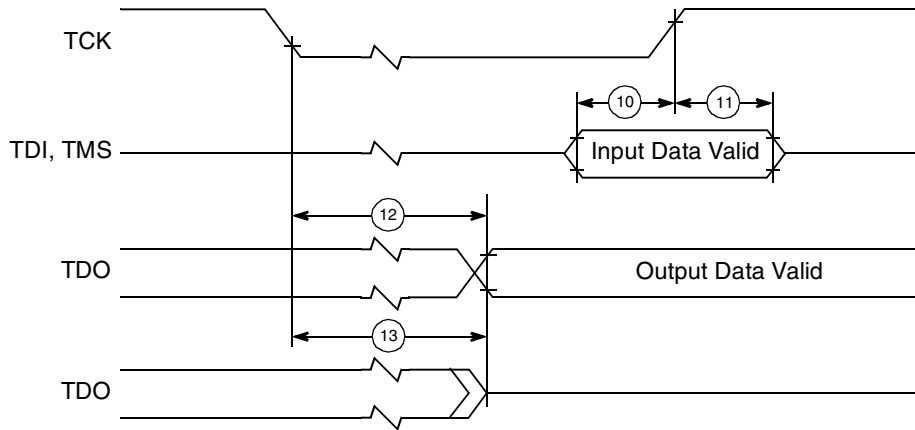 TCK
10
11
TDI, TMS
Input Data Valid
12
TDO
Output Data Valid
13
TDO